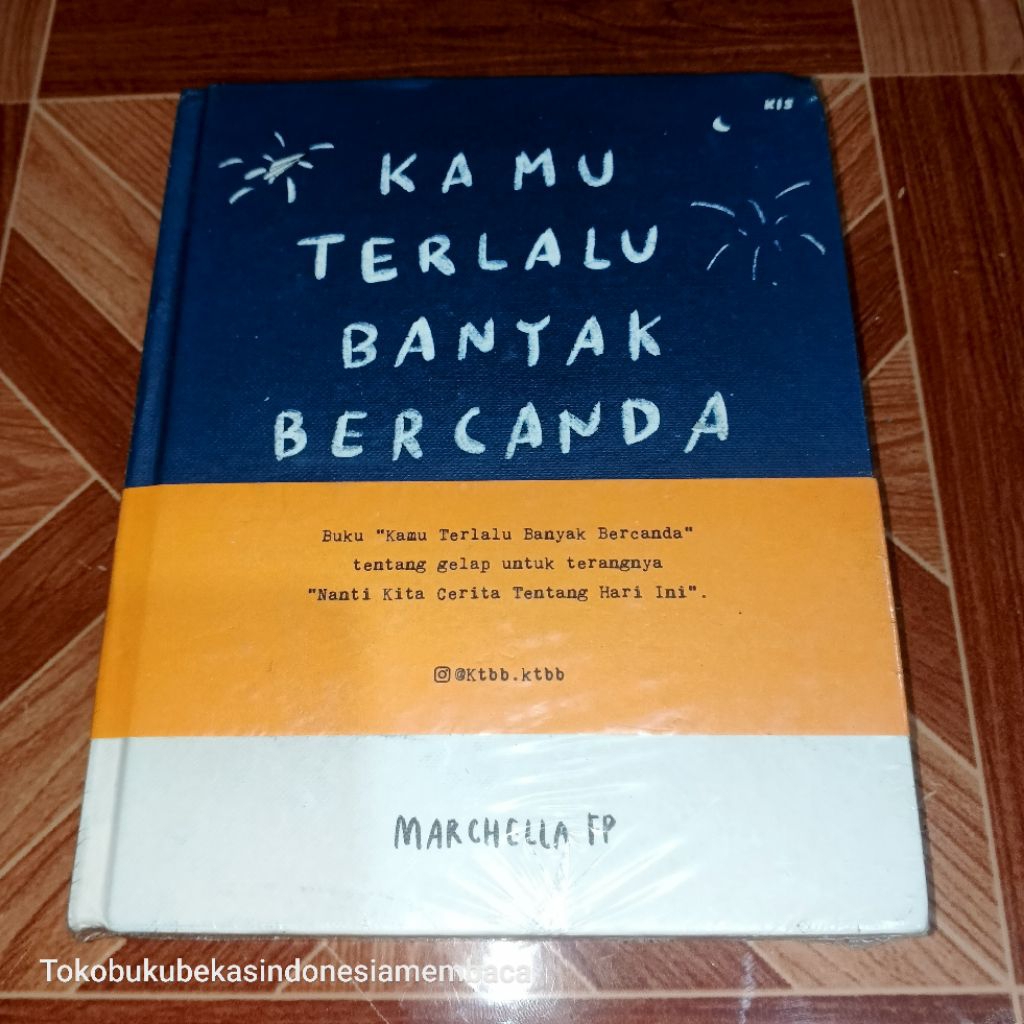 KIS
KAMU
TERLALU
BANYAK
BERCANDA
Buku "Kamu Terlalu Banyak Bercanda"
tentang gelap untuk terangnya
"Nanti Kita Cerita Tentang Hari Ini".
@Ktbb.ktbb
MARCHELLA FP
Tokobukubekasindonesiamembaca